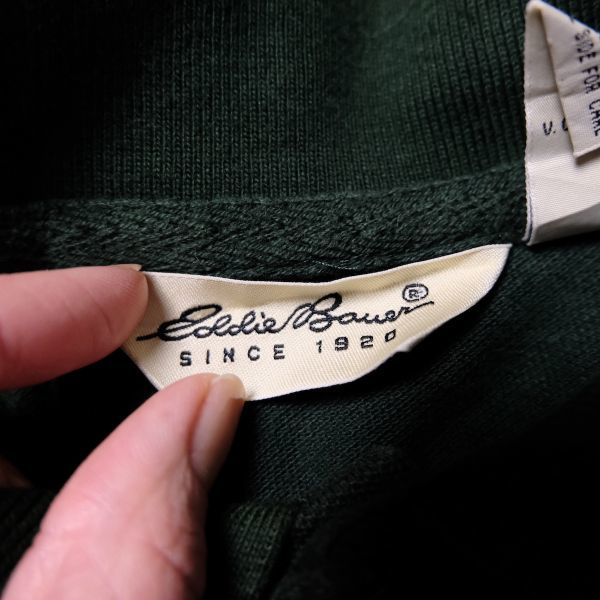 Eddie Bauer®
SINCE 1920
SIDE FOR CARE
V.